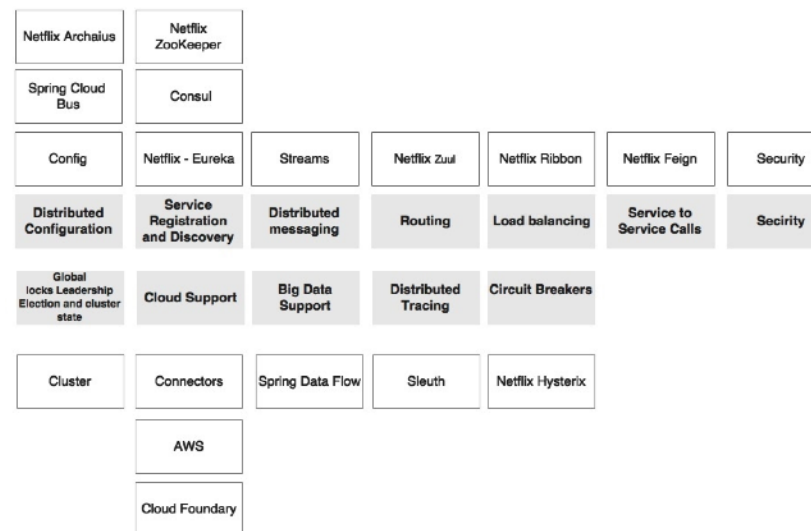 Netflix Archaius
Netflix
ZooKeeper
Spring Cloud
Bus
Consul
Config
Netflix - Eureka
Streams
Netflix Zuul
Netflix Ribbon
Netflix Feign
Security
Distributed
Configuration
Service
Registration
and Discovery
Distributed
messaging
Routing
Load balancing
Service to
Service Calls
Secirity
Global
locks Leadership
Election and cluster
state
Cloud Support
Big Data
Support
Distributed
Tracing
Circuit Breakers
Cluster
Connectors
Spring Data Flow
Sleuth
Netflix Hysterix
AWS
Cloud Foundary